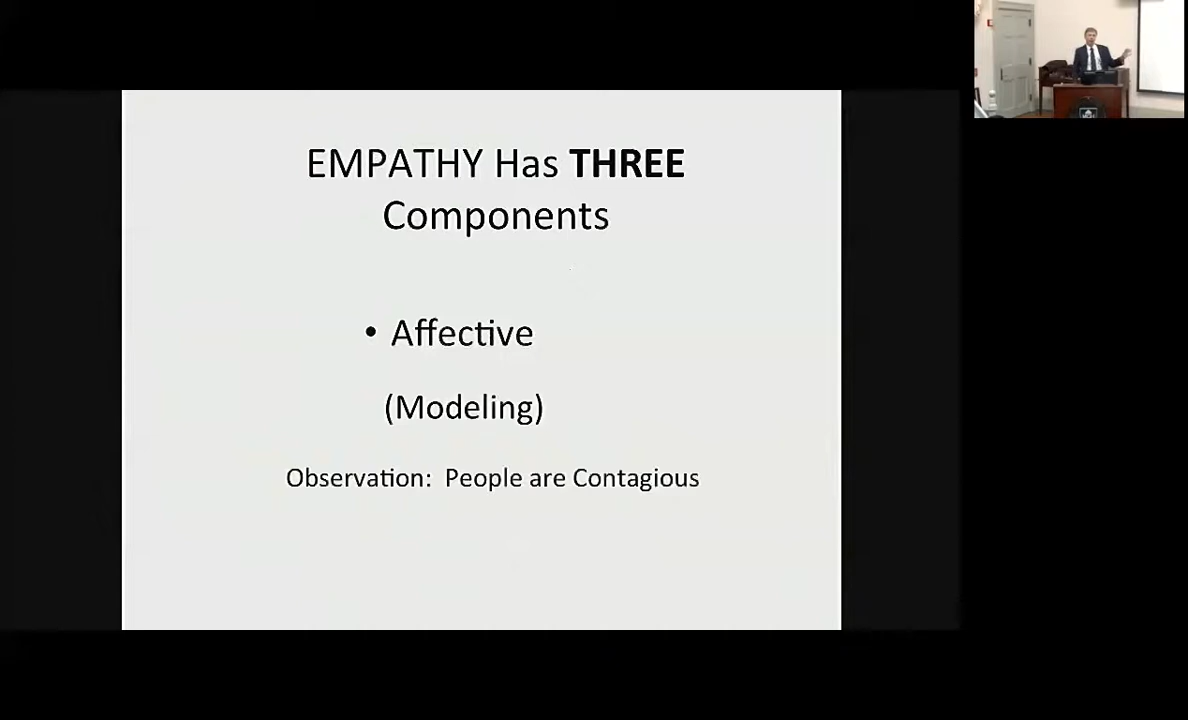 EMPATHY Has THREE
Components
• Affective
(Modeling)
Observation: People are Contagious